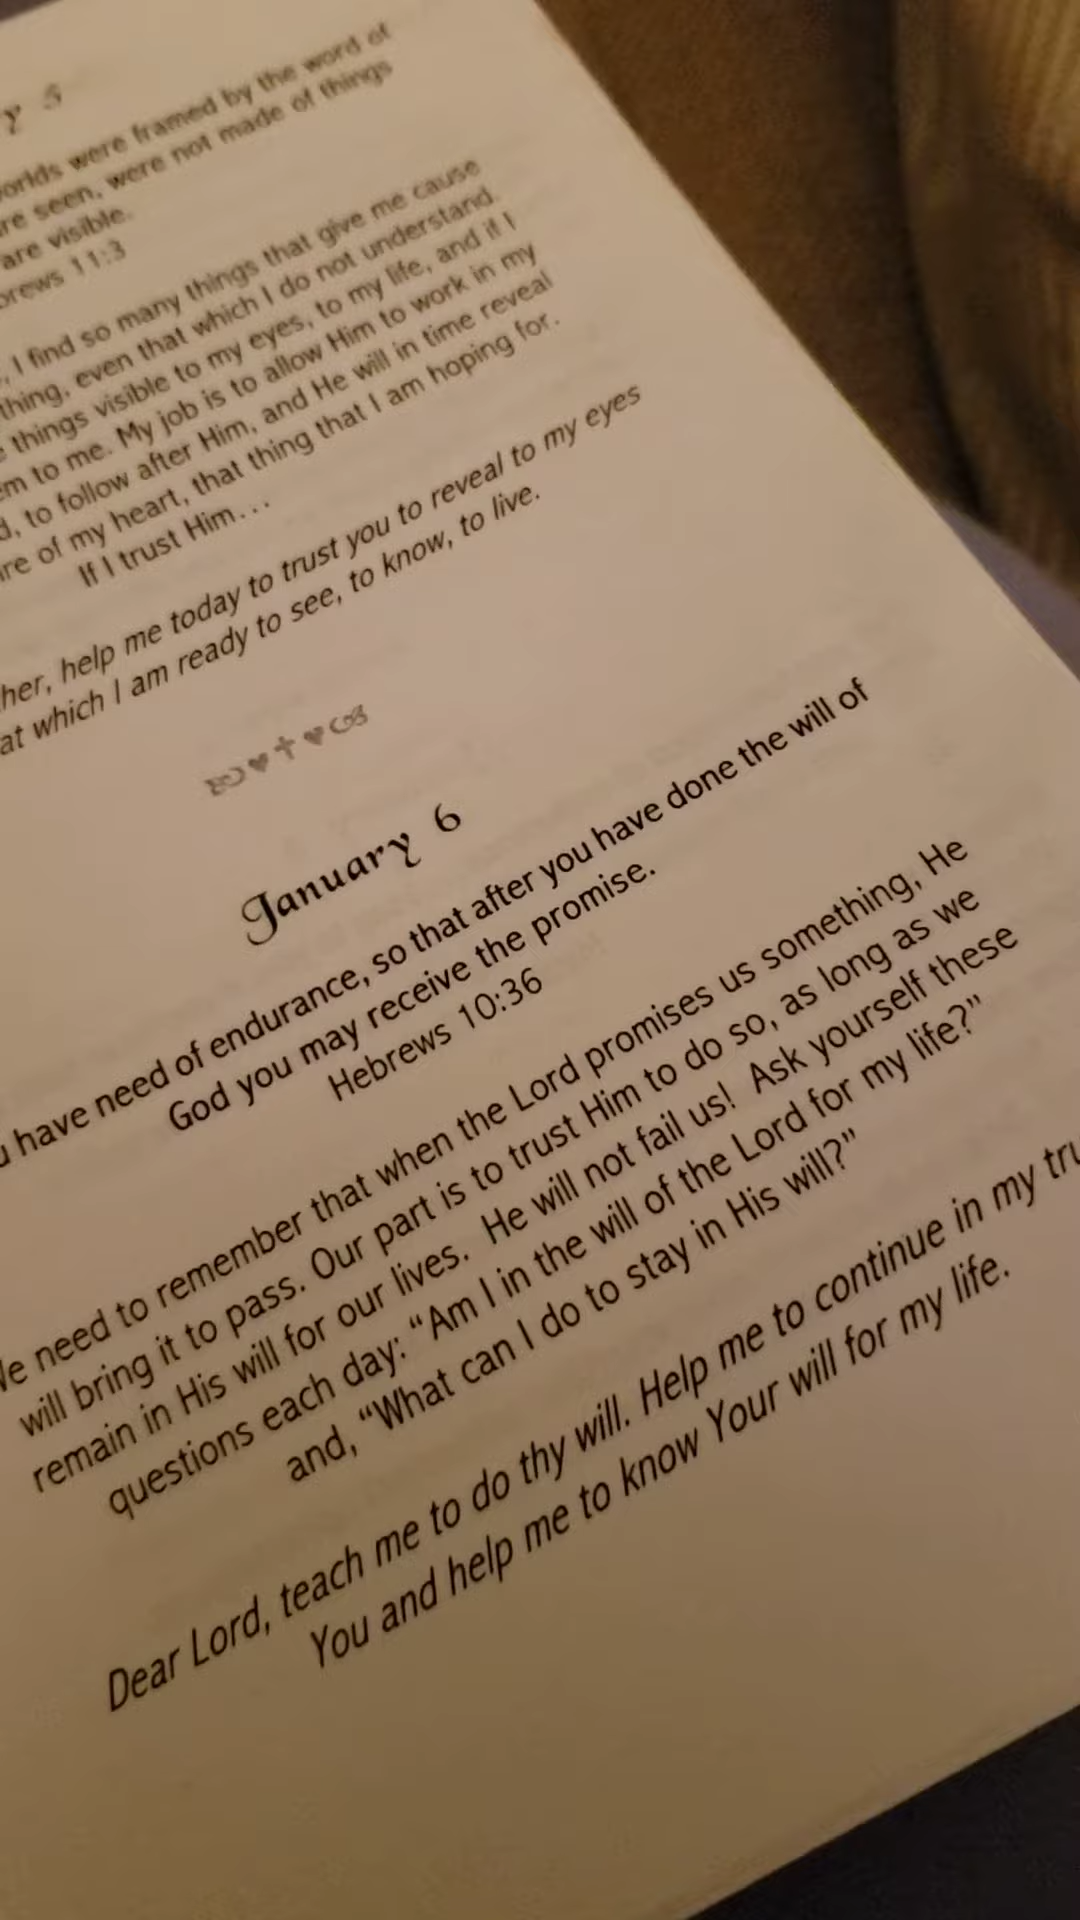 y 5
worlds were framed by the word of
are seen, were not made of things
are visible.
brews 11:3
, I find so many things that give me cause
thing, even that which I do not understand.
things visible to my eyes, to my life, and if I
em to me. My job is to allow Him to work in my
d, to follow after Him, and He will in time reveal
ire of my heart, that thing that I am hoping for.
If I trust Him...
her, help me today to trust you to reveal to my eyes
at which I am ready to see, to know, to live.
January 6
u have need of endurance, so that after you have done the will of
God you may receive the promise.
Hebrews 10:36
We need to remember that when the Lord promises us something, He
will bring it to pass. Our part is to trust Him to do so, as long as we
remain in His will for our lives. He will not fail us! Ask yourself these
questions each day: “Am I in the will of the Lord for my life?”
and, “What can I do to stay in His will?”
Dear Lord, teach me to do thy will. Help me to continue in my tru
You and help me to know Your will for my life.